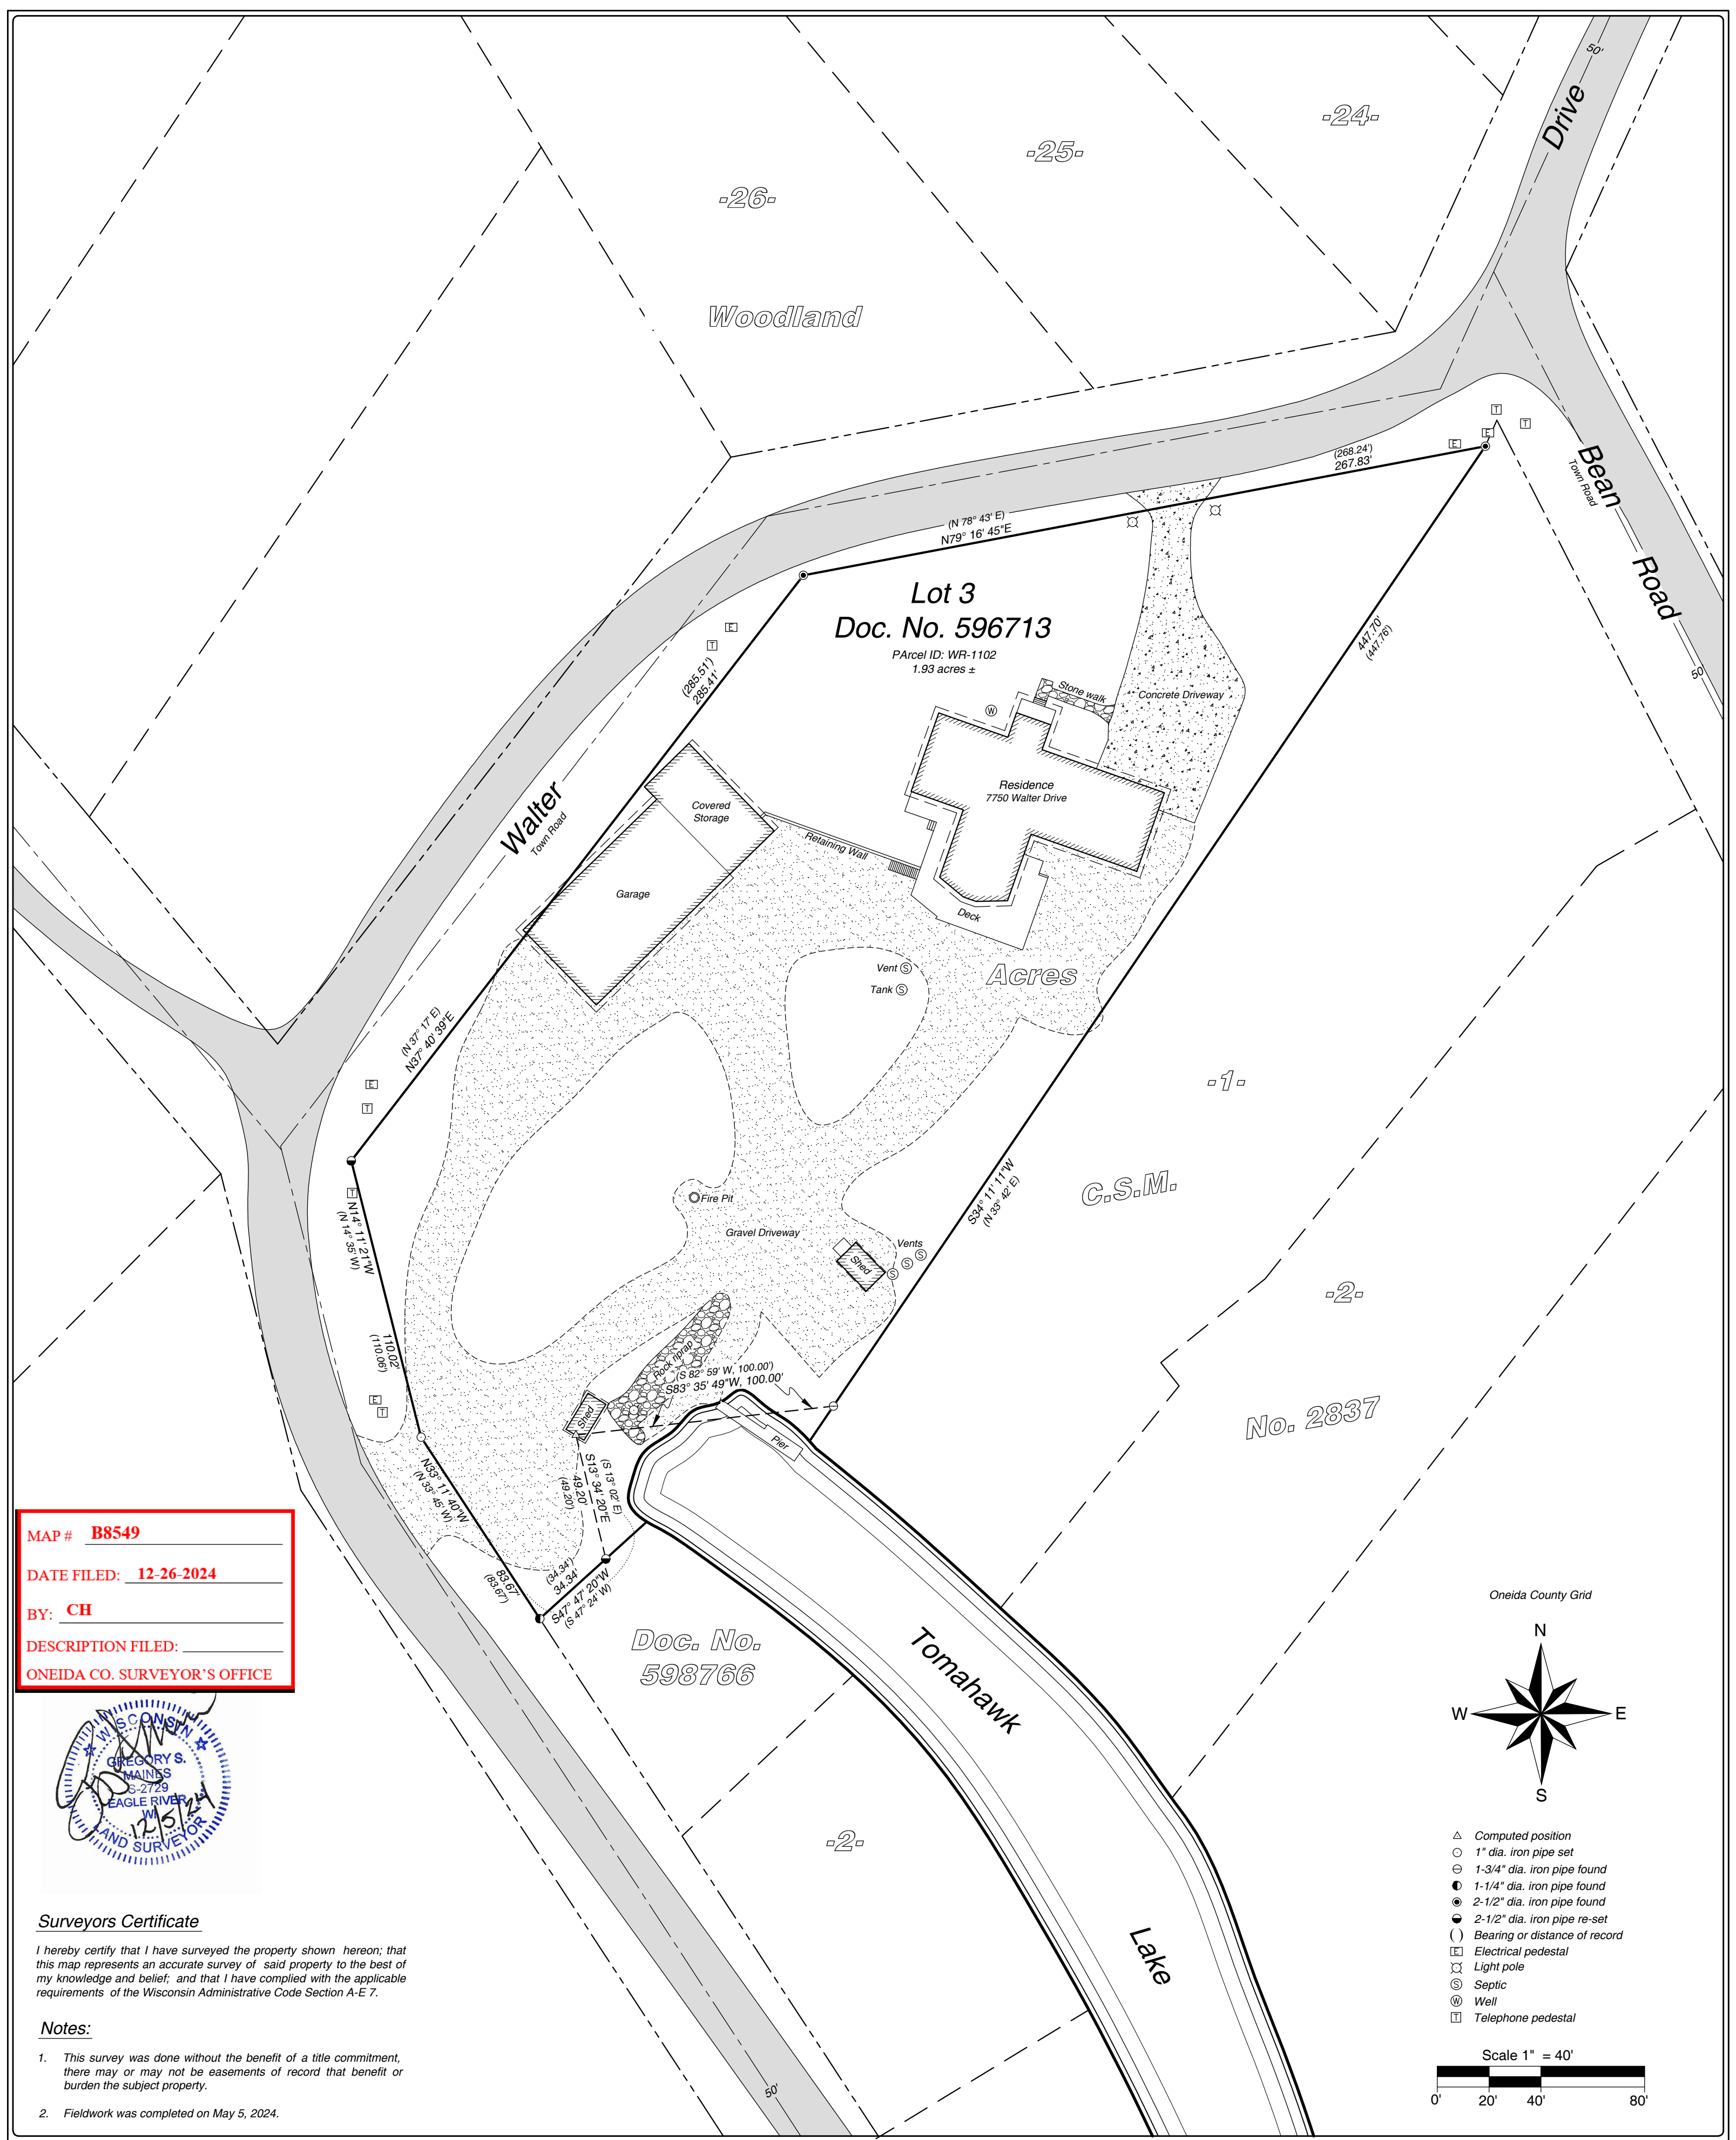 50'
Drive
-24-
-25-
-26-
Woodland
(268.24')
267.83'
(N 78° 43' E)
N79° 16' 45"E
Bean
Town Road
Road
50
Lot 3
Doc. No. 596713
PArcel ID: WR-1102
1.93 acres ±
(285.51')
285.41'
447.70'
(447.76)
Stone walk
Concrete Driveway
Residence
7750 Walter Drive
Walter
Town Road
Covered
Storage
Retaining Wall
Garage
Deck
Vent
Tank
Acres
(N 37° 17' E)
N37° 40' 39"E
-1-
C.S.M.
S34° 11' 11"W
(N 33° 42' E)
N14° 11' 21"W
(N 14° 35' W)
Fire Pit
Gravel Driveway
Vents
Shed
-2-
110.02'
(110.06')
Rock riprap
(S 82° 59' W, 100.00')
S83° 35' 49"W, 100.00'
Shed
Pier
No. 2837
N33° 11' 40"W
(N 33° 45' W)
(S 13° 02' E)
S13° 34' 20"E
49.20'
(49.20')
83.67'
(83.67')
(34.34')
34.34'
S47° 47' 20"W
(S 47° 24' W)
Doc. No.
598766
Tomahawk
Lake
-2-
50'
MAP # B8549
DATE FILED: 12-26-2024
BY: CH
DESCRIPTION FILED:
ONEIDA CO. SURVEYOR'S OFFICE
WISCONSIN
GREGORY S.
MAINES
S-2729
EAGLE RIVER
WI
12/5/24
LAND SURVEYOR
Surveyors Certificate
I hereby certify that I have surveyed the property shown hereon; that
this map represents an accurate survey of said property to the best of
my knowledge and belief; and that I have complied with the applicable
requirements of the Wisconsin Administrative Code Section A-E 7.
Notes:
1. This survey was done without the benefit of a title commitment,
there may or may not be easements of record that benefit or
burden the subject property.
2. Fieldwork was completed on May 5, 2024.
Oneida County Grid
N
W E
S
Computed position
1" dia. iron pipe set
1-3/4" dia. iron pipe found
1-1/4" dia. iron pipe found
2-1/2" dia. iron pipe found
2-1/2" dia. iron pipe re-set
( ) Bearing or distance of record
E Electrical pedestal
Light pole
S Septic
W Well
T Telephone pedestal
Scale 1" = 40'
0' 20' 40' 80'